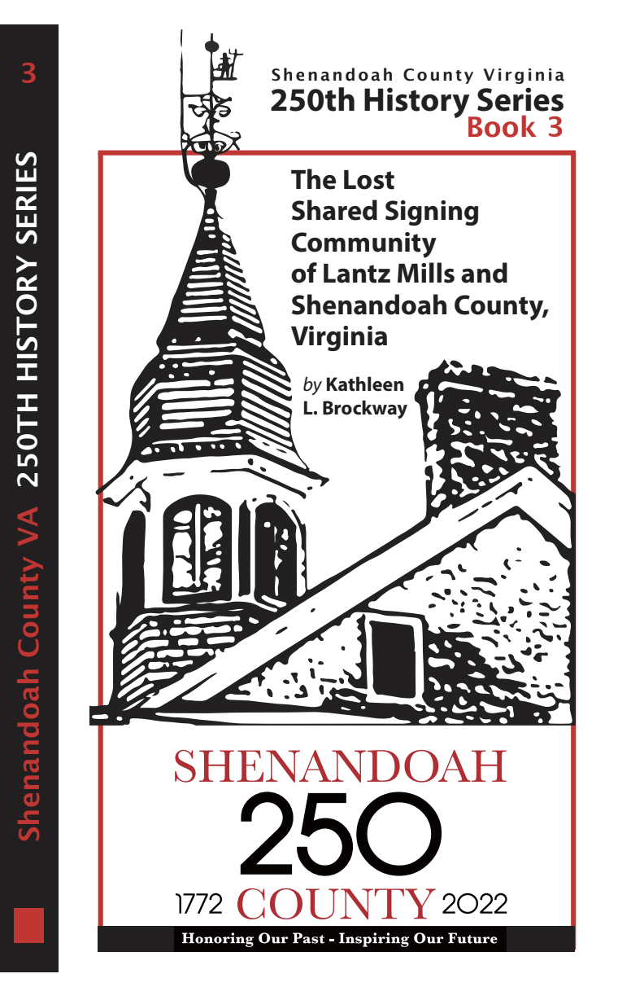 3
Shenandoah County VA 250TH HISTORY SERIES
Shenandoah County Virginia
250th History Series
Book 3
The Lost
Shared Signing
Community
of Lantz Mills and
Shenandoah County,
Virginia
by Kathleen
L. Brockway
SHENANDOAH
250
1772 COUNTY 2022
Honoring Our Past - Inspiring Our Future